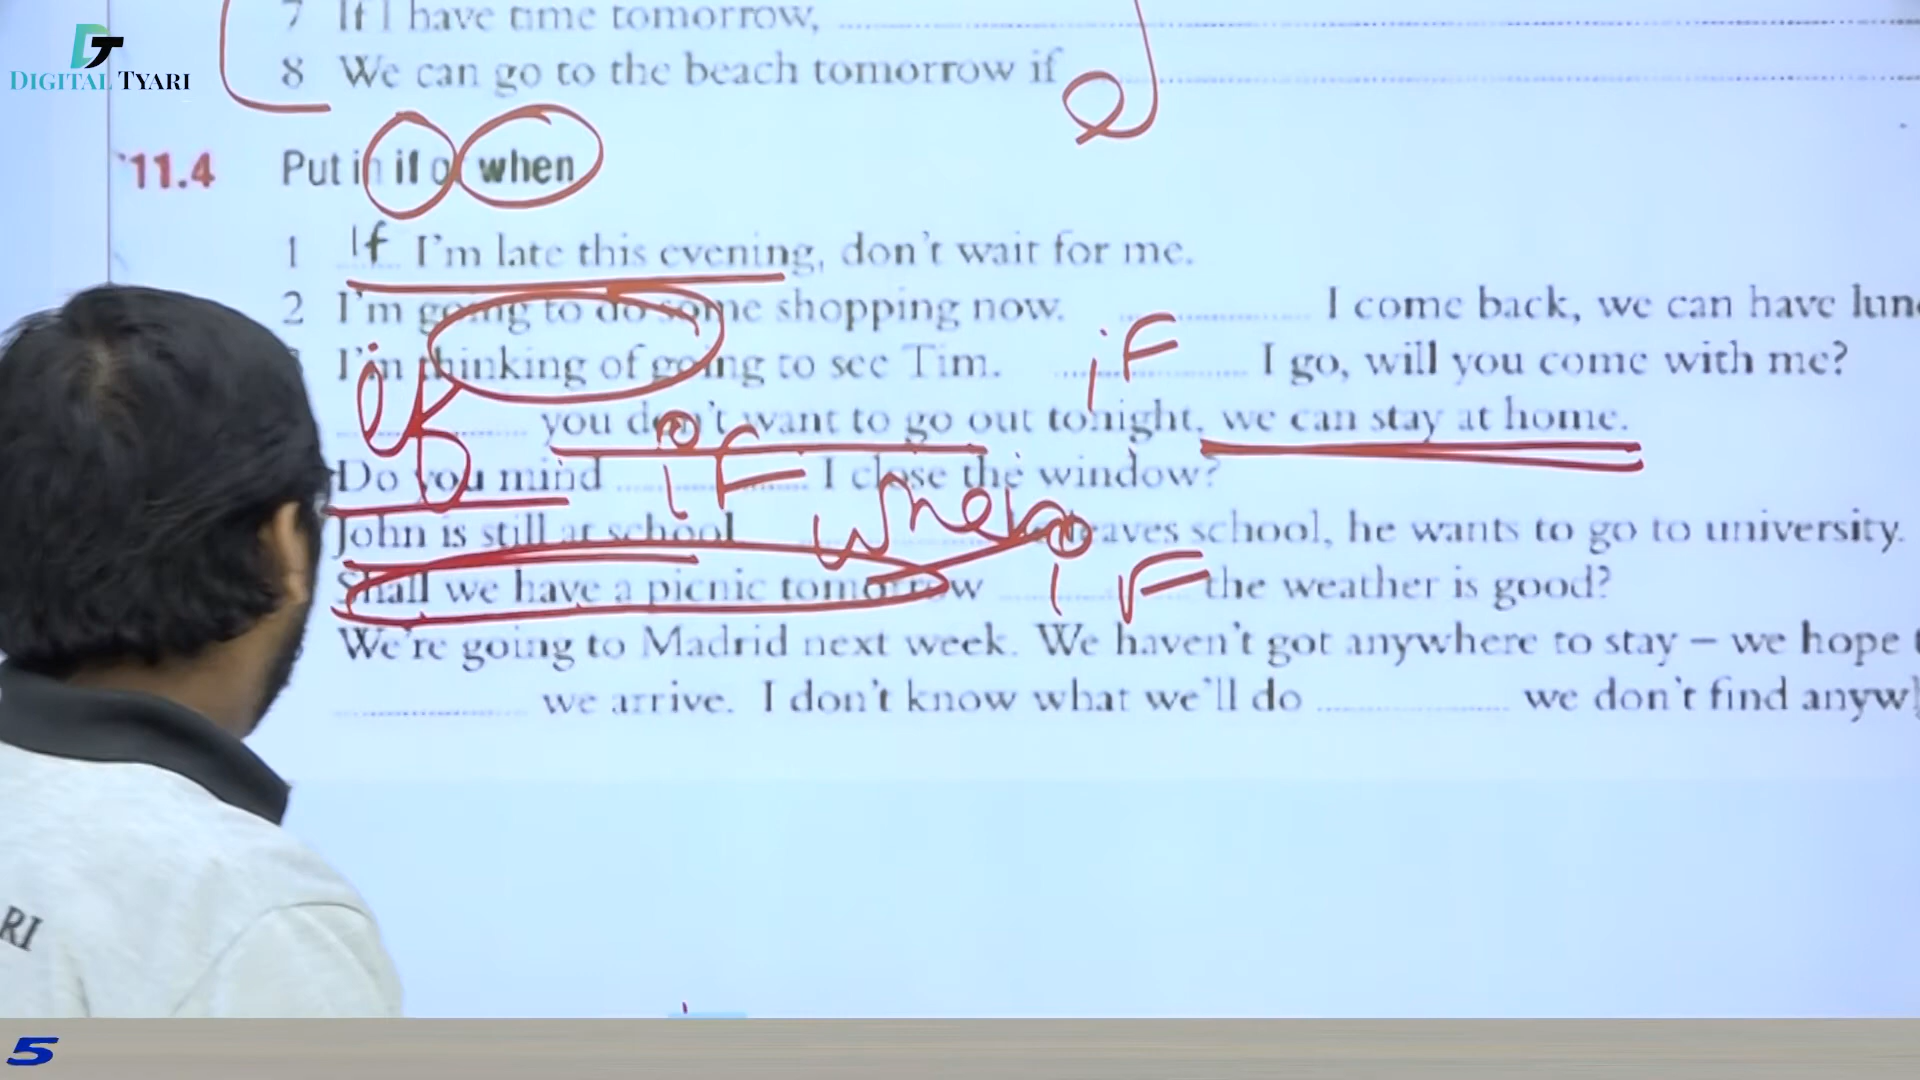 DT
DIGITAL TYARI
7 If I have time tomorrow,
8 We can go to the beach tomorrow if
11.4 Put in if or when
1 If I'm late this evening, don't wait for me.
2 I'm going to do some shopping now. I come back, we can have
I'm thinking of going to see Tim. if I go, will you come with me?
if you don't want to go out tonight, we can stay at home.
Do you mind if I close the window?
John is still at school. when he leaves school, he wants to go to university.
Shall we have a picnic tomorrow if the weather is good?
We're going to Madrid next week. We haven't got anywhere to stay – we hope
we arrive. I don't know what we'll do we don't find
RI
5